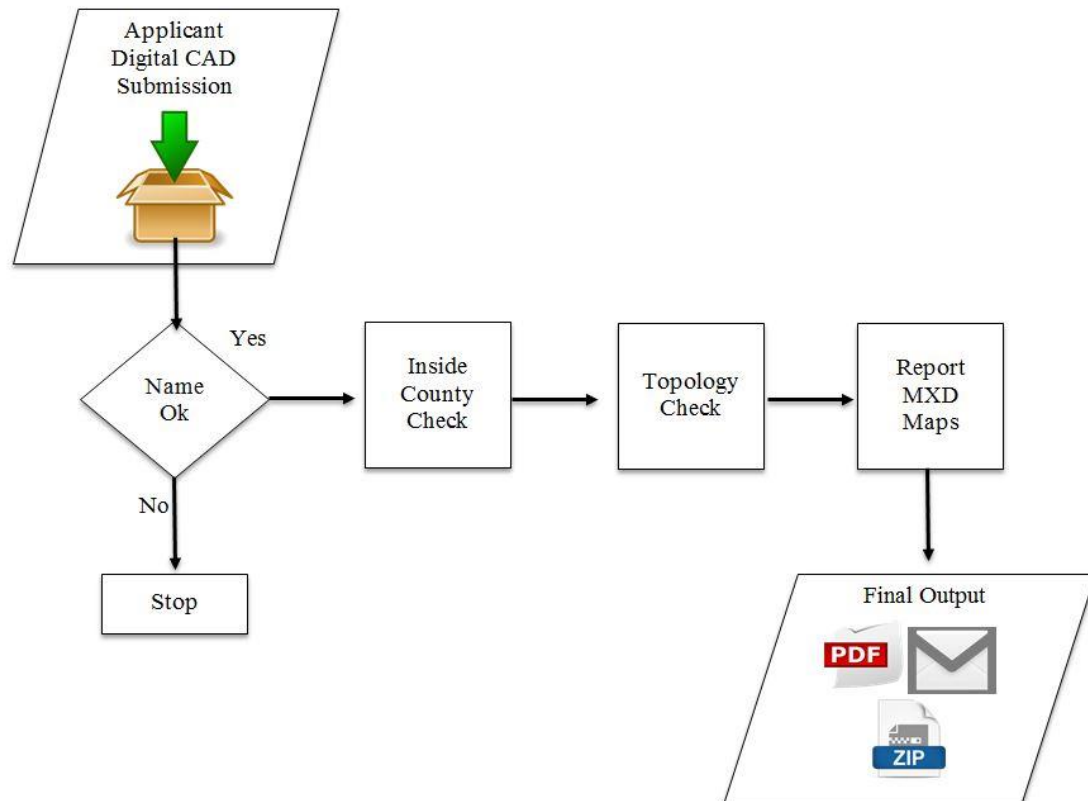 Applicant
Digital CAD
Submission
Yes
Name
Ok
Inside
County
Check
Topology
Check
Report
MXD
Maps
No
Stop
Final Output
PDF
ZIP